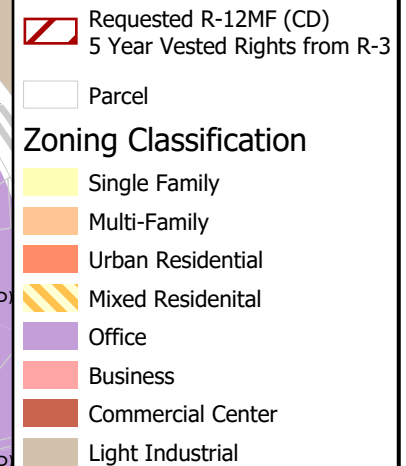 Requested R-12MF (CD)
5 Year Vested Rights from R-3
Parcel
Zoning Classification
Single Family
Multi-Family
Urban Residential
Mixed Residenital
Office
Business
Commercial Center
Light Industrial